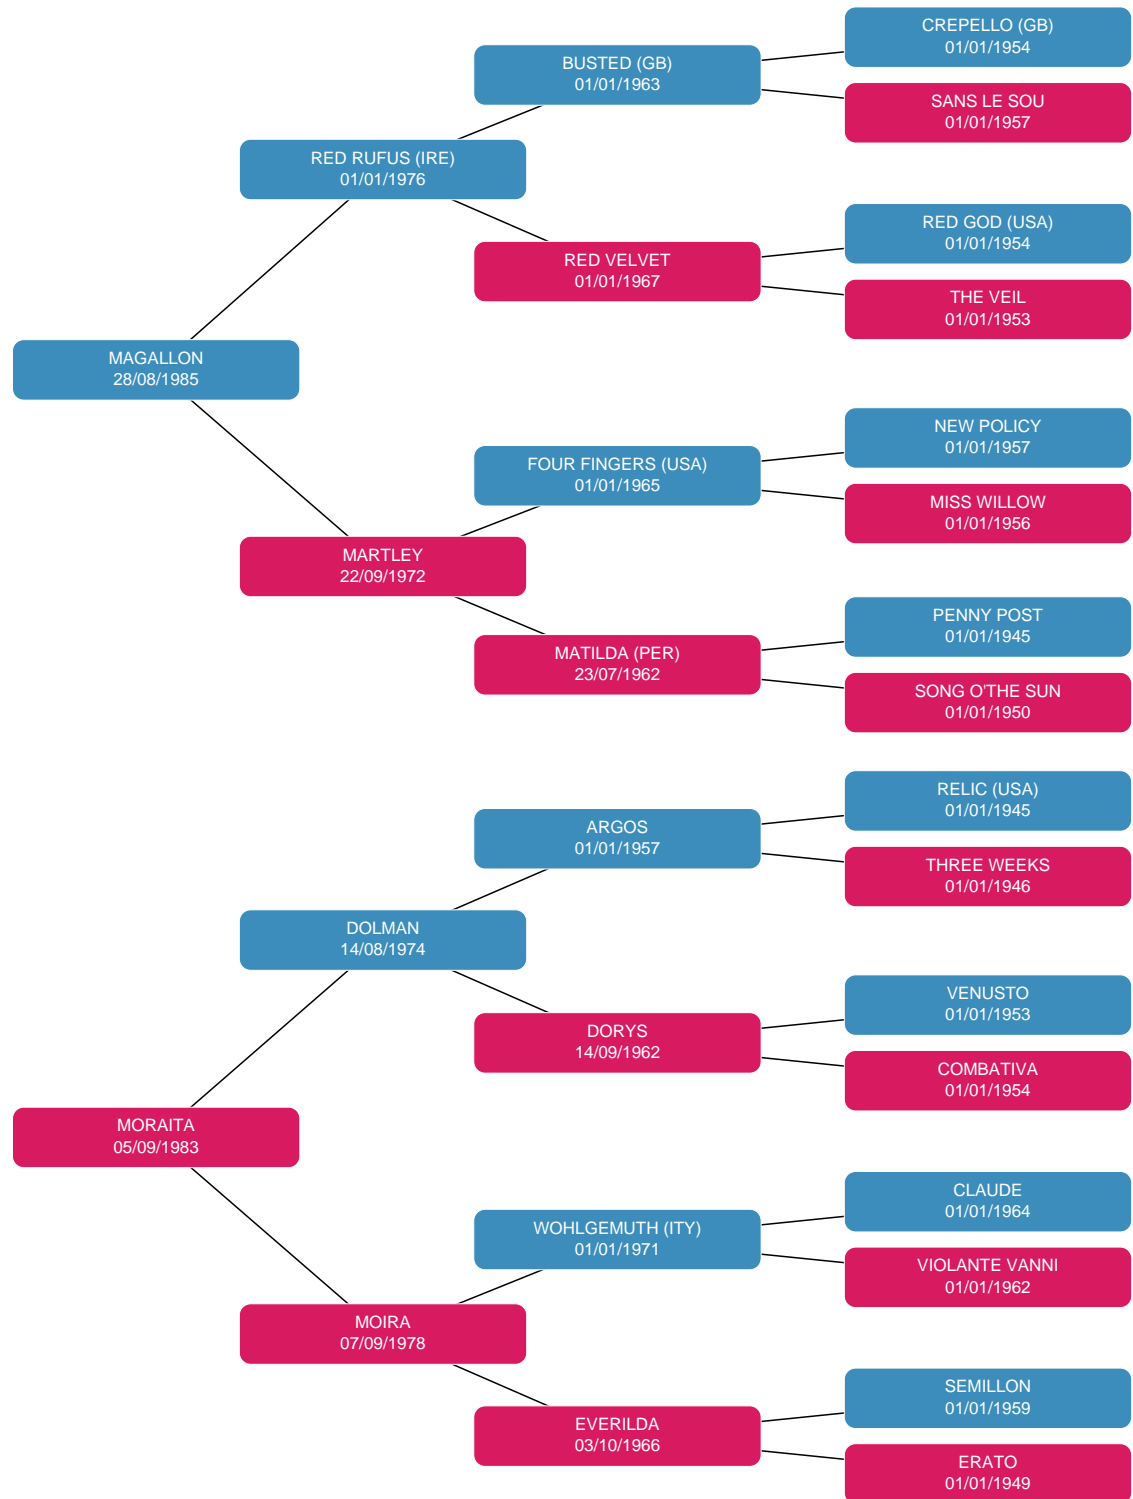 CREPELLO (GB)
01/01/1954
BUSTED (GB)
01/01/1963
SANS LE SOU
01/01/1957
RED RUFUS (IRE)
01/01/1976
RED GOD (USA)
01/01/1954
RED VELVET
01/01/1967
THE VEIL
01/01/1953
MAGALLON
28/08/1985
NEW POLICY
01/01/1957
FOUR FINGERS (USA)
01/01/1965
MISS WILLOW
01/01/1956
MARTLEY
22/09/1972
PENNY POST
01/01/1945
MATILDA (PER)
23/07/1962
SONG O'THE SUN
01/01/1950
RELIC (USA)
01/01/1945
ARGOS
01/01/1957
THREE WEEKS
01/01/1946
DOLMAN
14/08/1974
VENUSTO
01/01/1953
DORYS
14/09/1962
COMBATIVA
01/01/1954
MORAITA
05/09/1983
CLAUDE
01/01/1964
WOHLGEMUTH (ITY)
01/01/1971
VIOLANTE VANNI
01/01/1962
MOIRA
07/09/1978
SEMILLON
01/01/1959
EVERILDA
03/10/1966
ERATO
01/01/1949